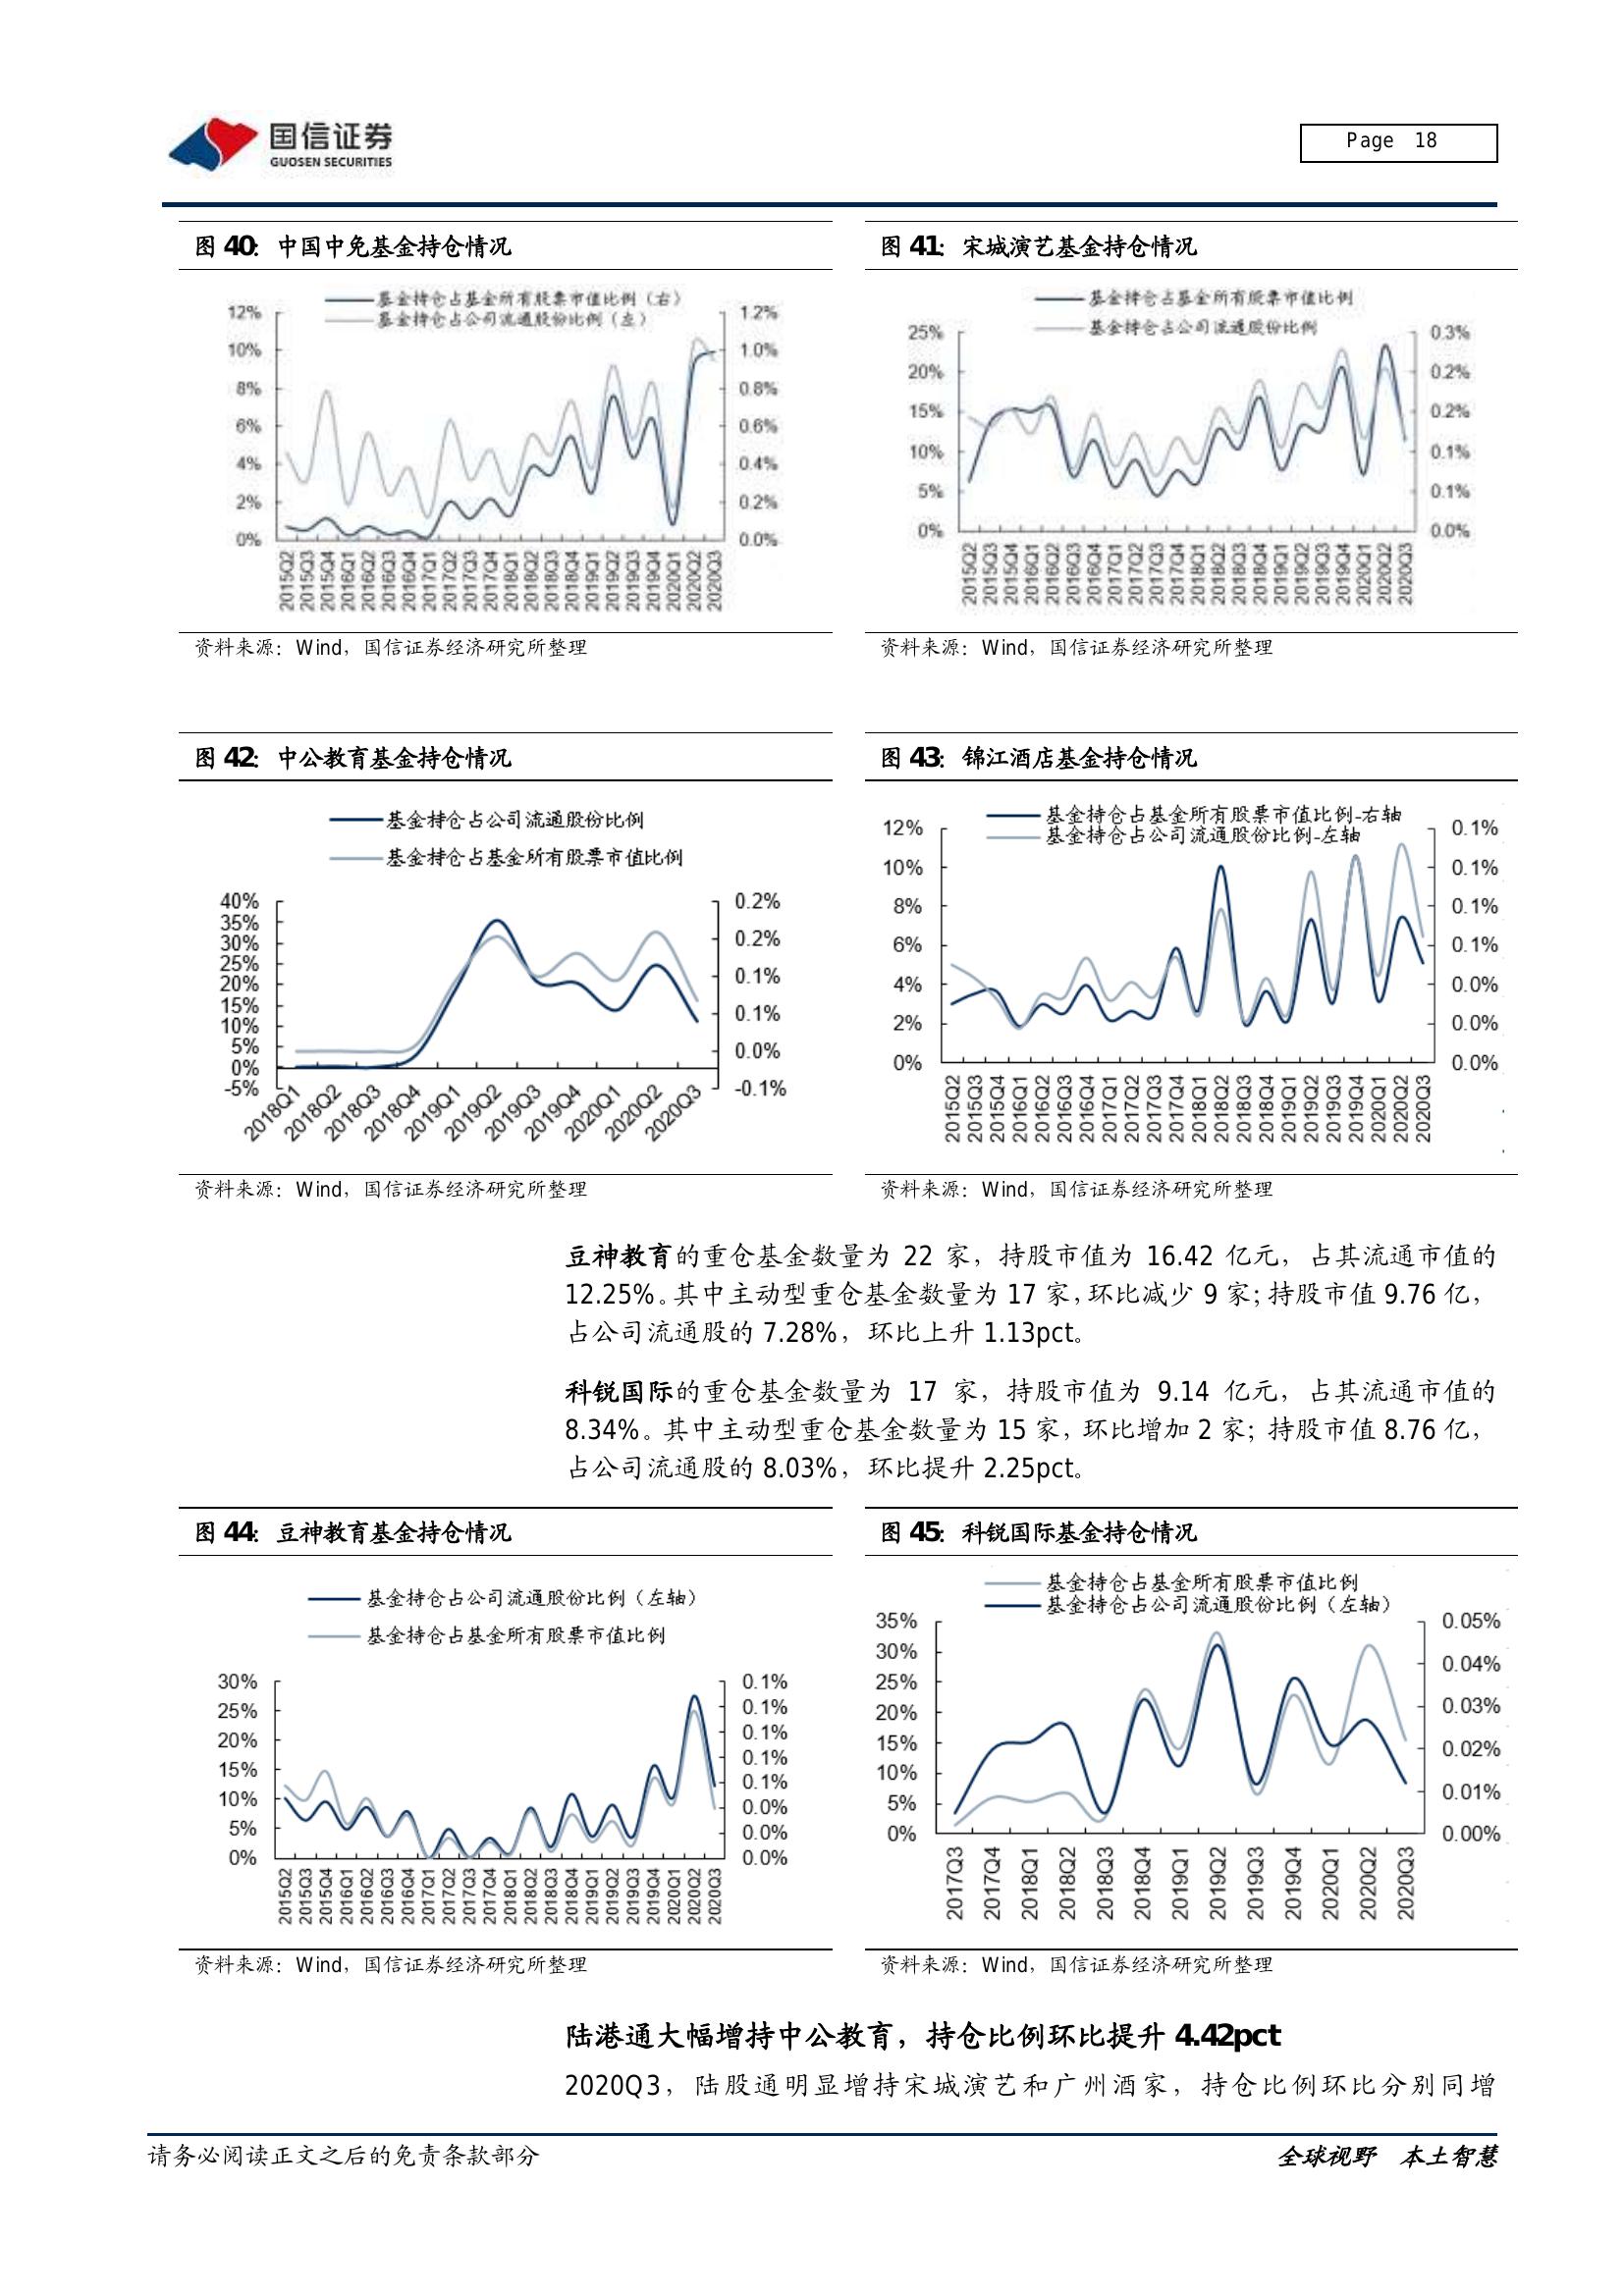 国信证券
GUOSEN SECURITIES
Page 18
图 40：中国中免基金持仓情况
基金持仓占基金所有股票市值比例（右）
基金持仓占公司流通股份比例（左）
12%
10%
8%
6%
4%
2%
0%
1.2%
1.0%
0.8%
0.6%
0.4%
0.2%
0.0%
2015Q2 2015Q3 2015Q4 2016Q1 2016Q2 2016Q3 2016Q4 2017Q1 2017Q2 2017Q3 2017Q4 2018Q1 2018Q2 2018Q3 2018Q4 2019Q1 2019Q2 2019Q3 2019Q4 2020Q1 2020Q2 2020Q3
资料来源：Wind，国信证券经济研究所整理
图 41：宋城演艺基金持仓情况
基金持仓占基金所有股票市值比例
基金持仓占公司流通股份比例
25%
20%
15%
10%
5%
0%
0.3%
0.2%
0.2%
0.1%
0.1%
0.0%
2015Q2 2015Q3 2015Q4 2016Q1 2016Q2 2016Q3 2016Q4 2017Q1 2017Q2 2017Q3 2017Q4 2018Q1 2018Q2 2018Q3 2018Q4 2019Q1 2019Q2 2019Q3 2019Q4 2020Q1 2020Q2 2020Q3
资料来源：Wind，国信证券经济研究所整理
图 42：中公教育基金持仓情况
基金持仓占公司流通股份比例
基金持仓占基金所有股票市值比例
40%
35%
30%
25%
20%
15%
10%
5%
0%
-5%
0.2%
0.2%
0.1%
0.1%
0.0%
-0.1%
2018Q1 2018Q2 2018Q3 2018Q4 2019Q1 2019Q2 2019Q3 2019Q4 2020Q1 2020Q2 2020Q3
资料来源：Wind，国信证券经济研究所整理
图 43：锦江酒店基金持仓情况
基金持仓占基金所有股票市值比例-右轴
基金持仓占公司流通股份比例-左轴
12%
10%
8%
6%
4%
2%
0%
0.1%
0.1%
0.1%
0.1%
0.0%
0.0%
0.0%
2015Q2 2015Q3 2015Q4 2016Q1 2016Q2 2016Q3 2016Q4 2017Q1 2017Q2 2017Q3 2017Q4 2018Q1 2018Q2 2018Q3 2018Q4 2019Q1 2019Q2 2019Q3 2019Q4 2020Q1 2020Q2 2020Q3
资料来源：Wind，国信证券经济研究所整理
豆神教育的重仓基金数量为 22 家，持股市值为 16.42 亿元，占其流通市值的
12.25%。其中主动型重仓基金数量为 17 家，环比减少 9 家；持股市值 9.76 亿，
占公司流通股的 7.28%，环比上升 1.13pct。
科锐国际的重仓基金数量为 17 家，持股市值为 9.14 亿元，占其流通市值的
8.34%。其中主动型重仓基金数量为 15 家，环比增加 2 家；持股市值 8.76 亿，
占公司流通股的 8.03%，环比提升 2.25pct。
图 44：豆神教育基金持仓情况
基金持仓占公司流通股份比例（左轴）
基金持仓占基金所有股票市值比例
30%
25%
20%
15%
10%
5%
0%
0.1%
0.1%
0.1%
0.1%
0.1%
0.0%
0.0%
0.0%
2015Q2 2015Q3 2015Q4 2016Q1 2016Q2 2016Q3 2016Q4 2017Q1 2017Q2 2017Q3 2017Q4 2018Q1 2018Q2 2018Q3 2018Q4 2019Q1 2019Q2 2019Q3 2019Q4 2020Q1 2020Q2 2020Q3
资料来源：Wind，国信证券经济研究所整理
图 45：科锐国际基金持仓情况
基金持仓占基金所有股票市值比例
基金持仓占公司流通股份比例（左轴）
35%
30%
25%
20%
15%
10%
5%
0%
0.05%
0.04%
0.03%
0.02%
0.01%
0.00%
2017Q3 2017Q4 2018Q1 2018Q2 2018Q3 2018Q4 2019Q1 2019Q2 2019Q3 2019Q4 2020Q1 2020Q2 2020Q3
资料来源：Wind，国信证券经济研究所整理
陆港通大幅增持中公教育，持仓比例环比提升 4.42pct
2020Q3，陆股通明显增持宋城演艺和广州酒家，持仓比例环比分别同增
请务必阅读正文之后的免责条款部分
全球视野 本土智慧